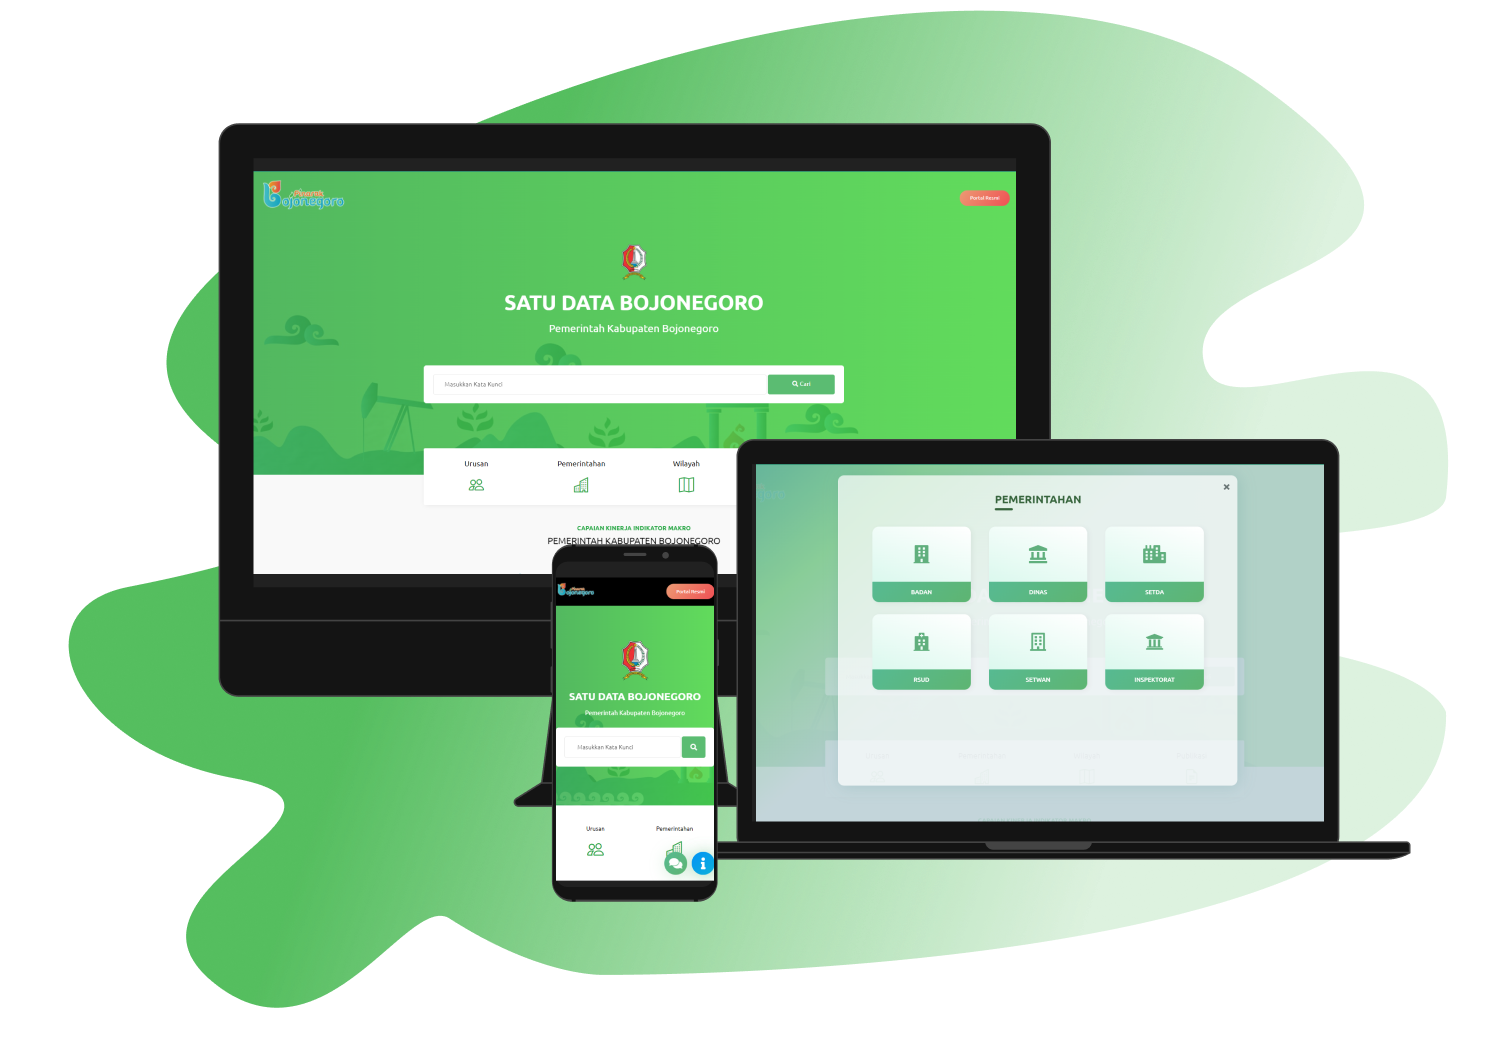 Pinarak
Bojonegoro
Portal Resmi
SATU DATA BOJONEGORO
Pemerintah Kabupaten Bojonegoro
Masukkan Kata Kunci
Cari
Urusan
Pemerintahan
Wilayah
CAPAIAN KINERJA INDIKATOR MAKRO
PEMERINTAH KABUPATEN BOJONEGORO
Bojonegoro
Portal Resmi
SATU DATA BOJONEGORO
Pemerintah Kabupaten Bojonegoro
Masukkan Kata Kunci
Urusan
Pemerintahan
PEMERINTAHAN
BADAN
DINAS
SETDA
RSUD
SETWAN
INSPEKTORAT